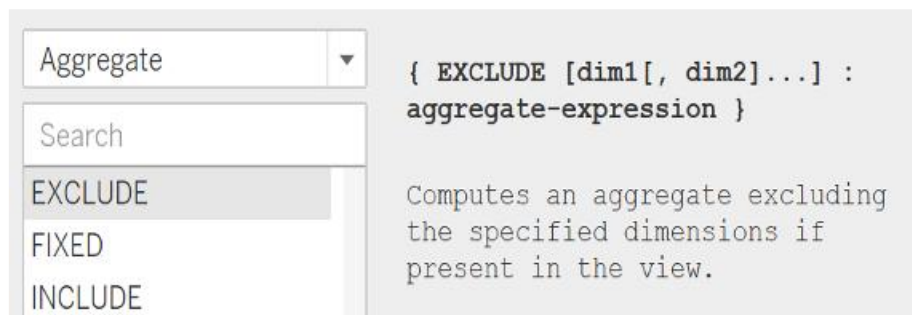 Aggregate
Search
EXCLUDE
FIXED
INCLUDE
{ EXCLUDE [dim1[, dim2]...] :
aggregate-expression }
Computes an aggregate excluding
the specified dimensions if
present in the view.